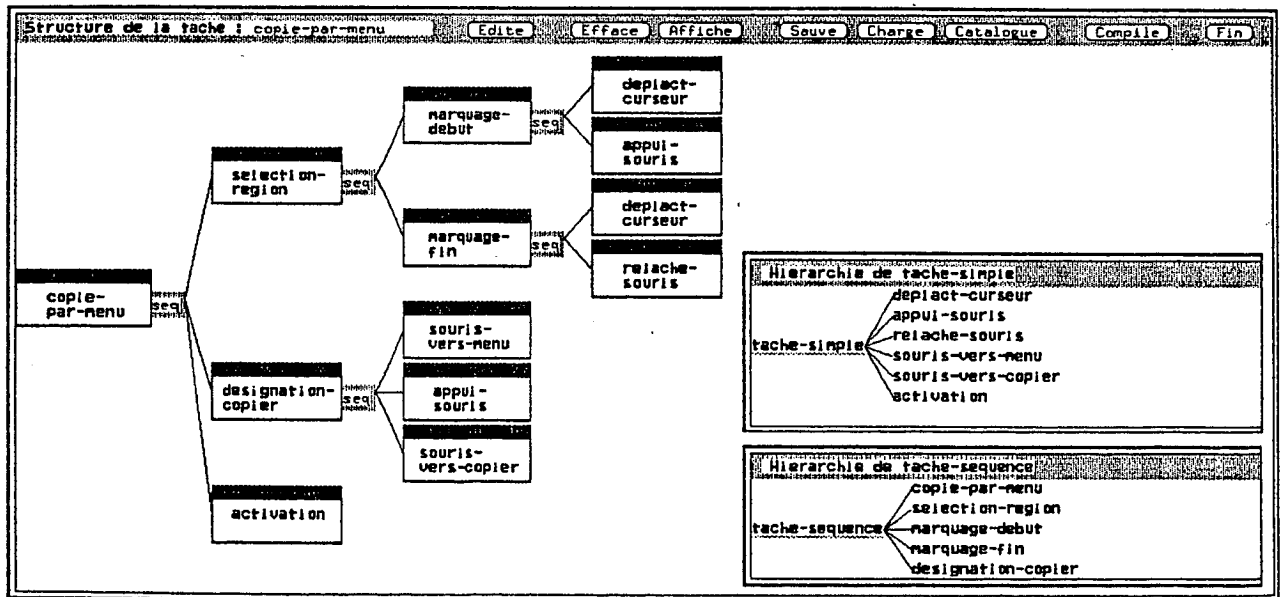 Structure de la tache : copie-par-menu
Edite
Efface
Affiche
Sauve
Charge
Catalogue
Compile
Fin
copie-
par-menu
seq
selection-
region
seq
marquage-
debut
seq
deplact-
curseur
appui-
souris
marquage-
fin
seq
deplact-
curseur
relache-
souris
designation-
copier
seq
souris-
vers-menu
appui-
souris
souris-
vers-copier
activation
Hierarchie de tache-simple
tache-simple
deplact-curseur
appui-souris
relache-souris
souris-vers-menu
souris-vers-copier
activation
Hierarchie de tache-sequence
tache-sequence
copie-par-menu
selection-region
marquage-debut
marquage-fin
designation-copier